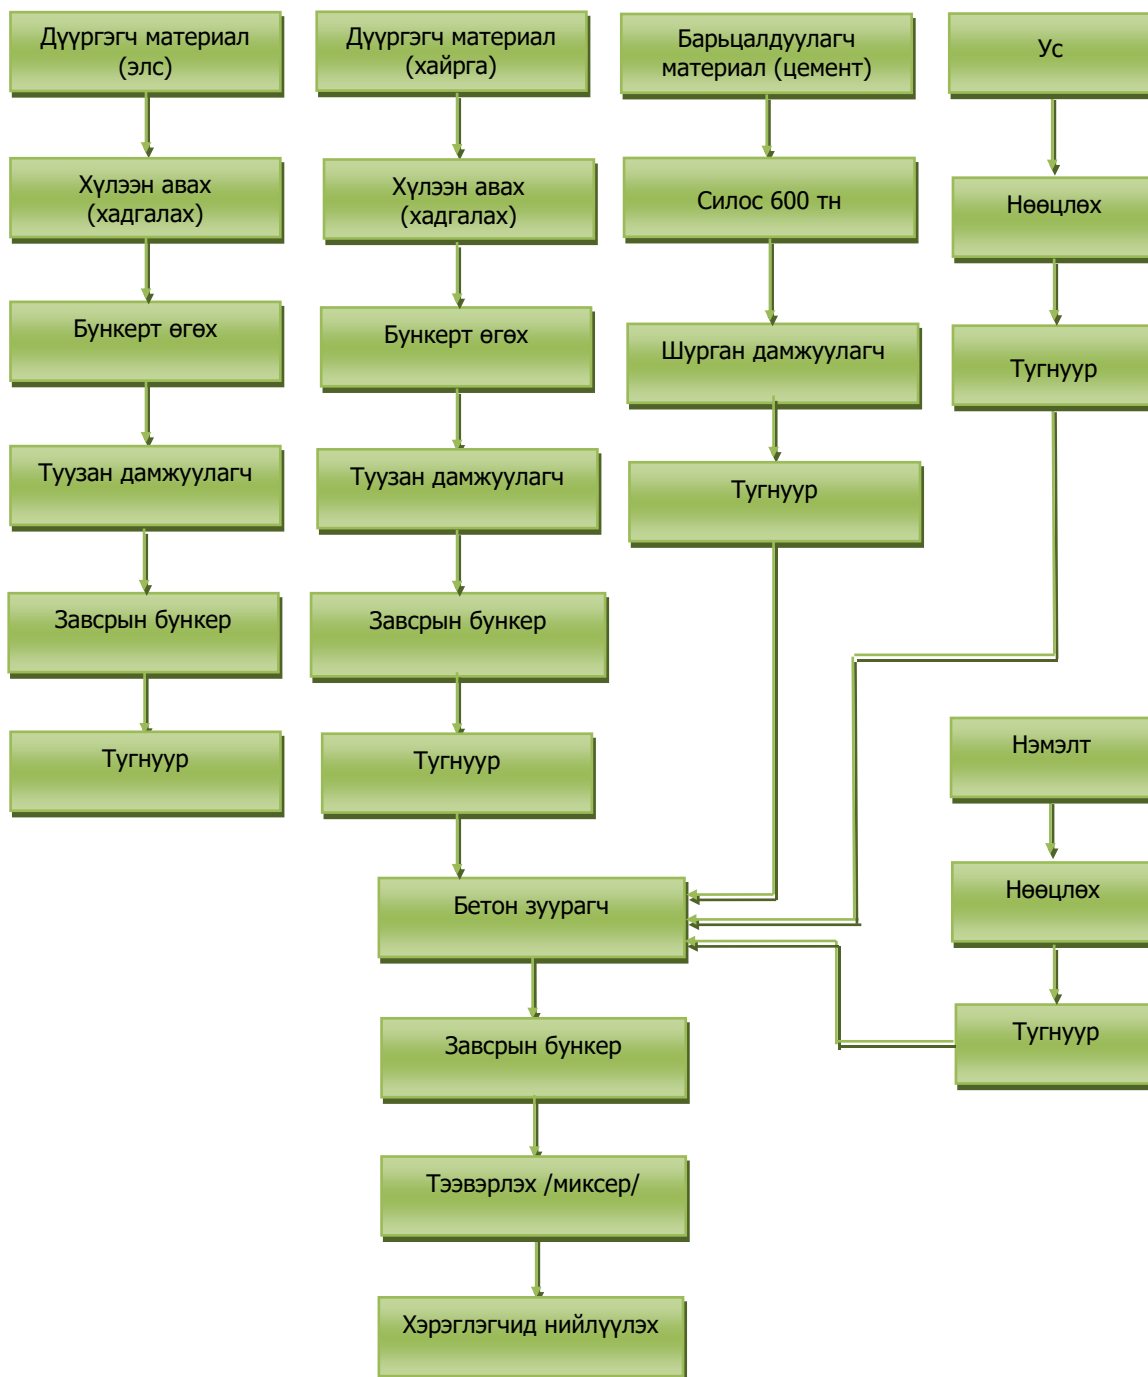 Дүүргэгч материал
(элс)
Хүлээн авах
(хадгалах)
Бункерт өгөх
Туузан дамжуулагч
Завсрын бункер
Тугнуур
Дүүргэгч материал
(хайрга)
Хүлээн авах
(хадгалах)
Бункерт өгөх
Туузан дамжуулагч
Завсрын бункер
Тугнуур
Барьцалдуулагч
материал (цемент)
Силос 600 тн
Шурган дамжуулагч
Тугнуур
Ус
Нөөцлөх
Тугнуур
Нэмэлт
Нөөцлөх
Тугнуур
Бетон зуурагч
Завсрын бункер
Тээвэрлэх /миксер/
Хэрэглэгчид нийлүүлэх